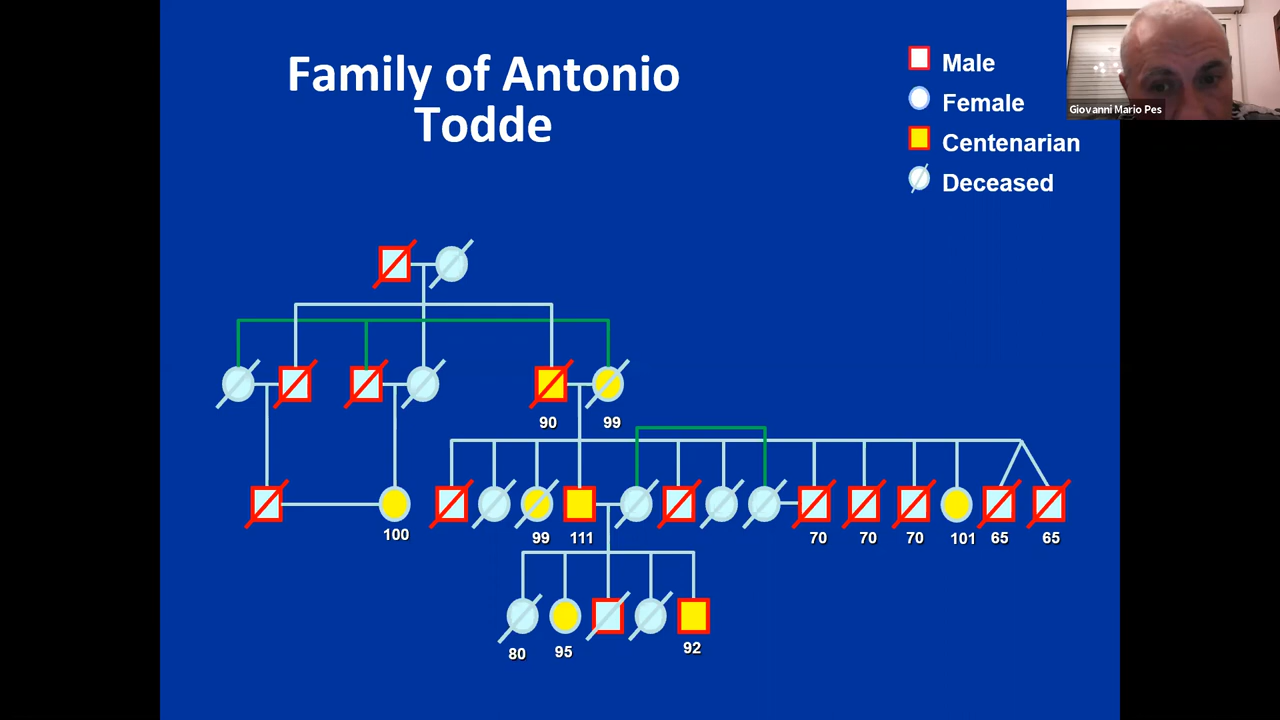 Family of Antonio
Todde
Male
Female
Centenarian
Deceased
Giovanni Mario Pes
90
99
100
99
111
70
70
70
101
65
65
80
95
92